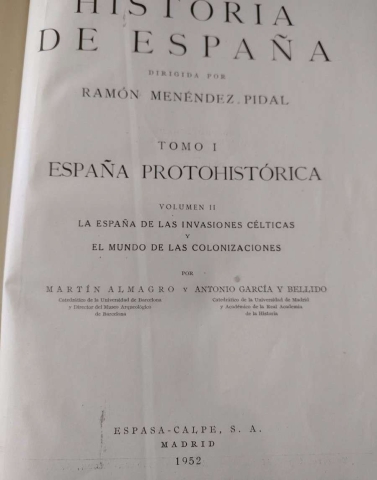 HISTORIA
DE ESPAÑA
DIRIGIDA POR
RAMÓN MENÉNDEZ PIDAL
TOMO I
ESPAÑA PROTOHISTÓRICA
VOLUMEN II
LA ESPAÑA DE LAS INVASIONES CÉLTICAS
Y
EL MUNDO DE LAS COLONIZACIONES
POR
MARTÍN ALMAGRO Y ANTONIO GARCÍA Y BELLIDO
Catedrático de la Universidad de Barcelona Catedrático de la Universidad de Madrid
y Director del Museo Arqueológico y Académico de la Real Academia
de Barcelona de la Historia
ESPASA-CALPE, S. A.
MADRID
1952